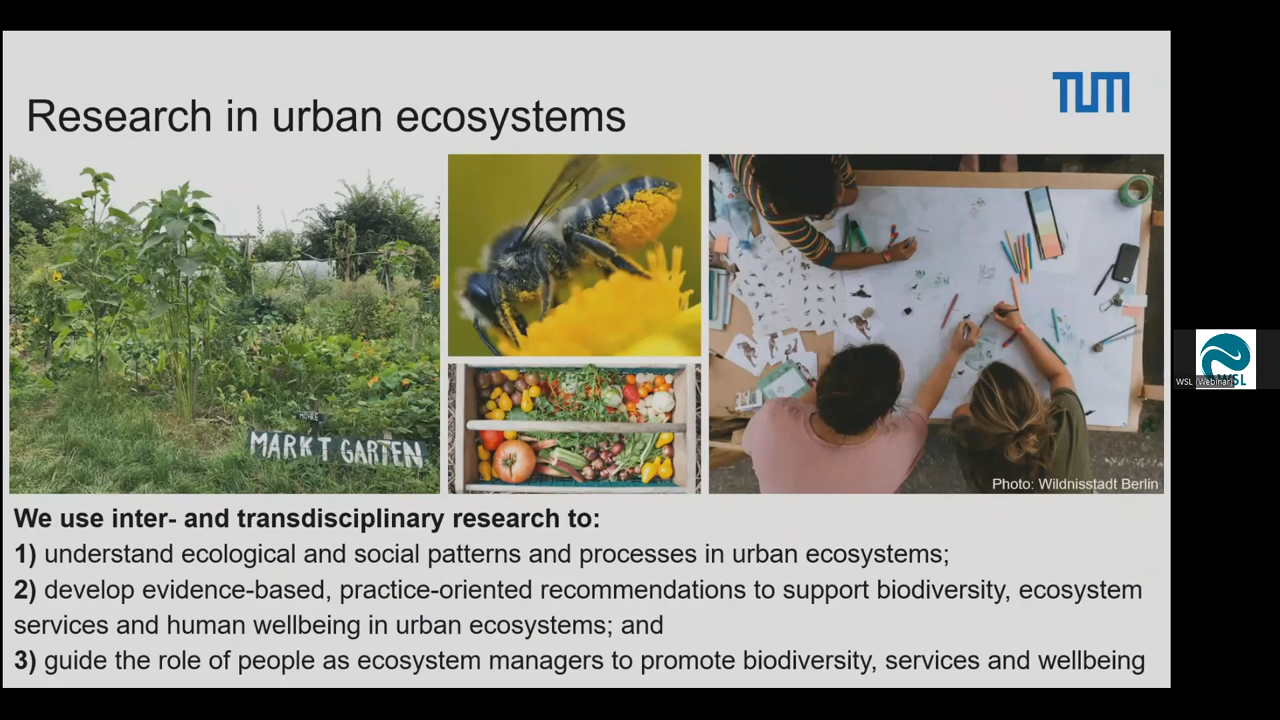 TUM
Research in urban ecosystems
MARKT GARTEN
Photo: Wildnisstadt Berlin
WSL (Webinar)
We use inter- and transdisciplinary research to:
1) understand ecological and social patterns and processes in urban ecosystems;
2) develop evidence-based, practice-oriented recommendations to support biodiversity, ecosystem
services and human wellbeing in urban ecosystems; and
3) guide the role of people as ecosystem managers to promote biodiversity, services and wellbeing